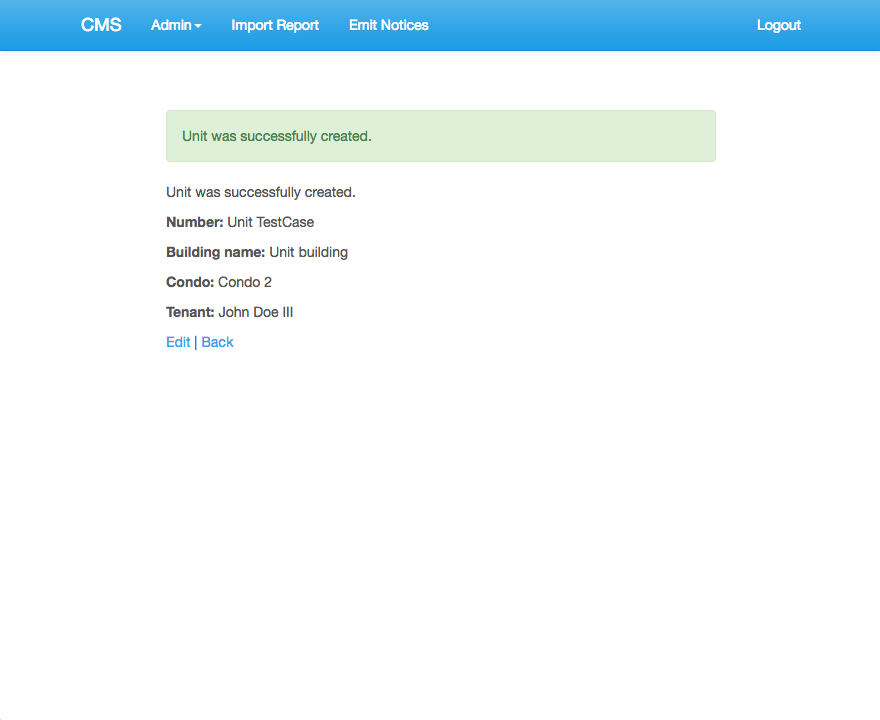 CMS Admin Import Report Emit Notices Logout
Unit was successfully created.
Unit was successfully created.
Number: Unit TestCase
Building name: Unit building
Condo: Condo 2
Tenant: John Doe III
Edit | Back